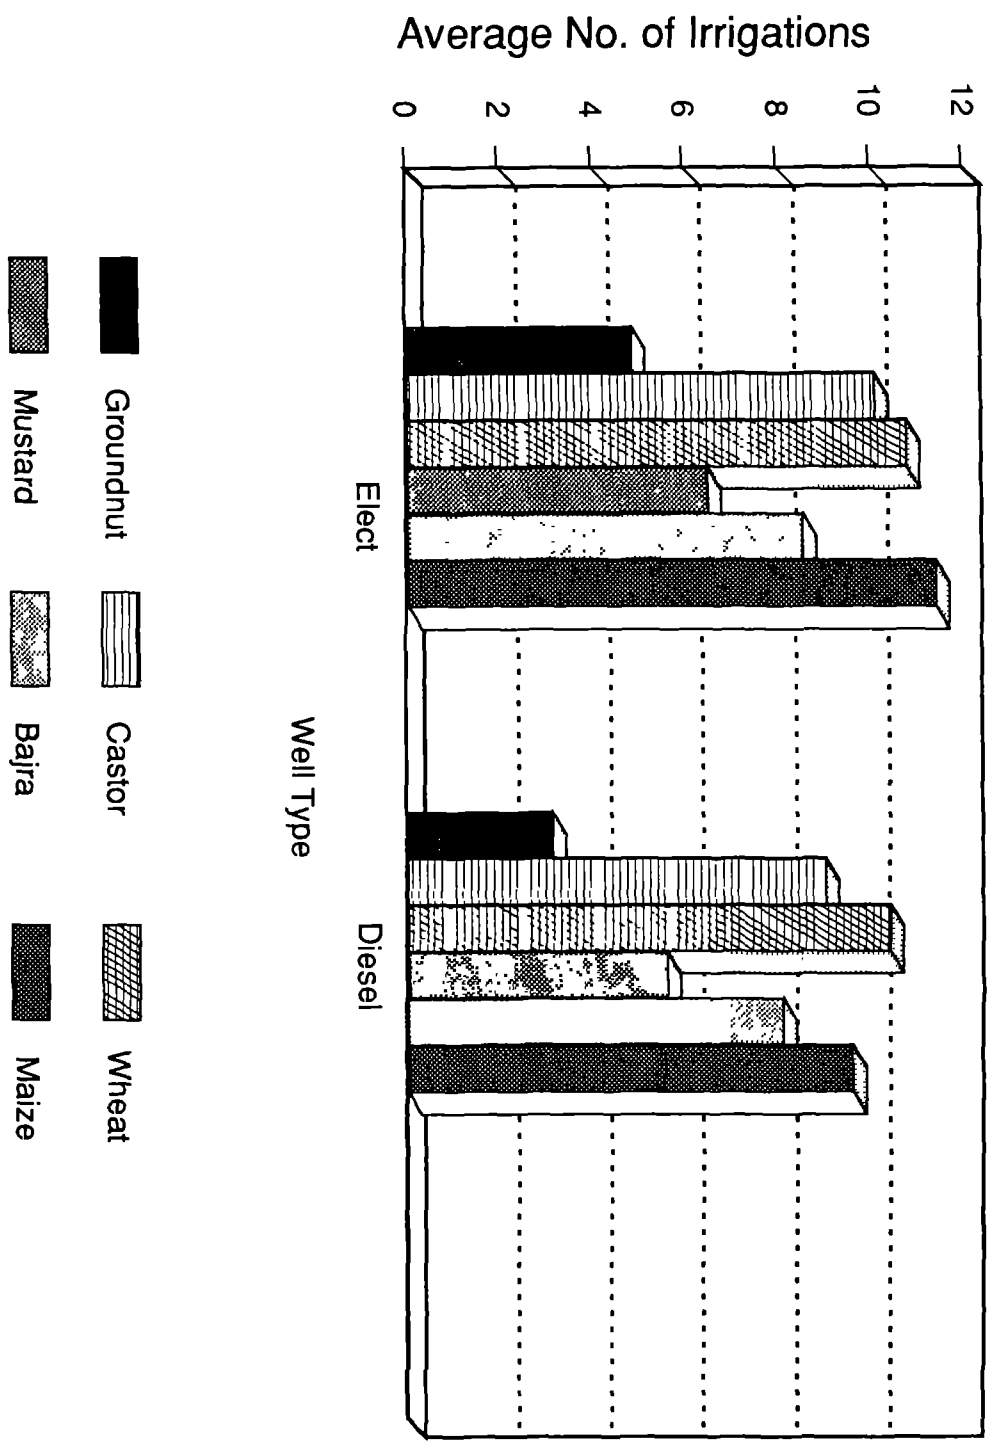 Average No. of Irrigations
12
10
8
6
4
2
0
Elect
Diesel
Well Type
Groundnut
Castor
Wheat
Mustard
Bajra
Maize